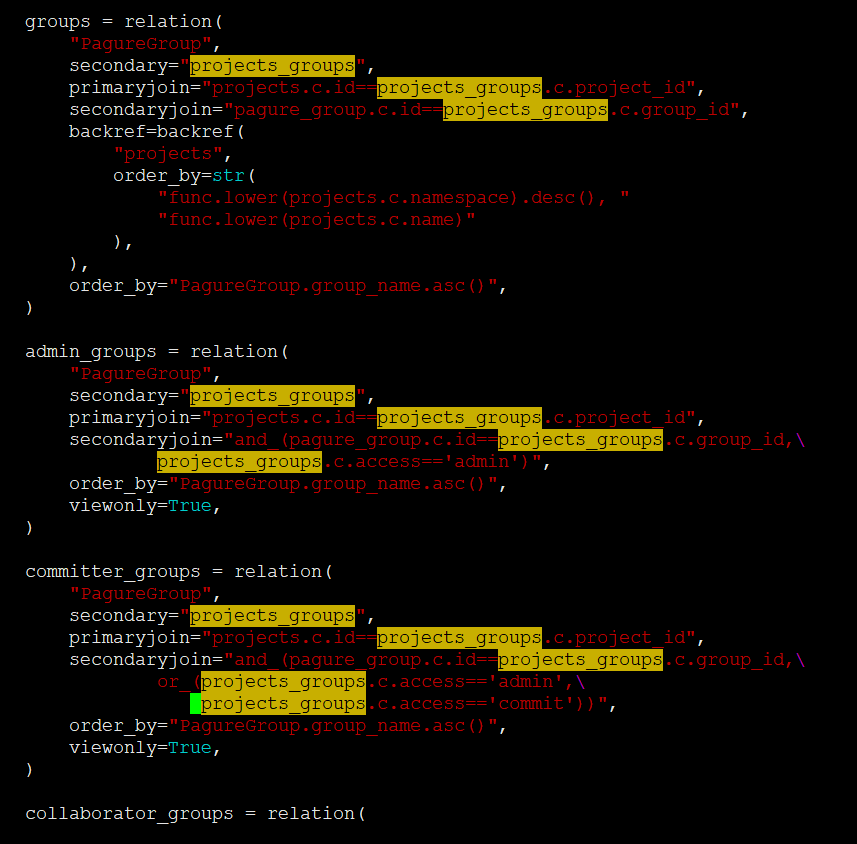 groups = relation(
    "PagureGroup",
    secondary="projects_groups",
    primaryjoin="projects.c.id==projects_groups.c.project_id",
    secondaryjoin="pagure_group.c.id==projects_groups.c.group_id",
    backref=backref(
        "projects",
        order_by=str(
            "func.lower(projects.c.namespace).desc(), "
            "func.lower(projects.c.name)"
        ),
    ),
    order_by="PagureGroup.group_name.asc()",
)

admin_groups = relation(
    "PagureGroup",
    secondary="projects_groups",
    primaryjoin="projects.c.id==projects_groups.c.project_id",
    secondaryjoin="and_(pagure_group.c.id==projects_groups.c.group_id,\
            projects_groups.c.access=='admin')",
    order_by="PagureGroup.group_name.asc()",
    viewonly=True,
)

committer_groups = relation(
    "PagureGroup",
    secondary="projects_groups",
    primaryjoin="projects.c.id==projects_groups.c.project_id",
    secondaryjoin="and_(pagure_group.c.id==projects_groups.c.group_id,\
            or_(projects_groups.c.access=='admin',\
                projects_groups.c.access=='commit'))",
    order_by="PagureGroup.group_name.asc()",
    viewonly=True,
)

collaborator_groups = relation(